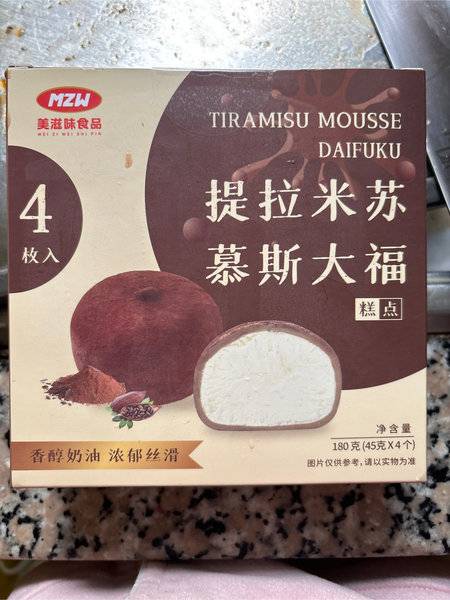 MZW
美滋味食品
MEI ZI WEI SHI PIN
TIRAMISU MOUSSE
DAIFUKU
提拉米苏
慕斯大福
糕点
4
枚入
香醇奶油 浓郁丝滑
净含量
180克(45克X4个)
图片仅供参考,请以实物为准